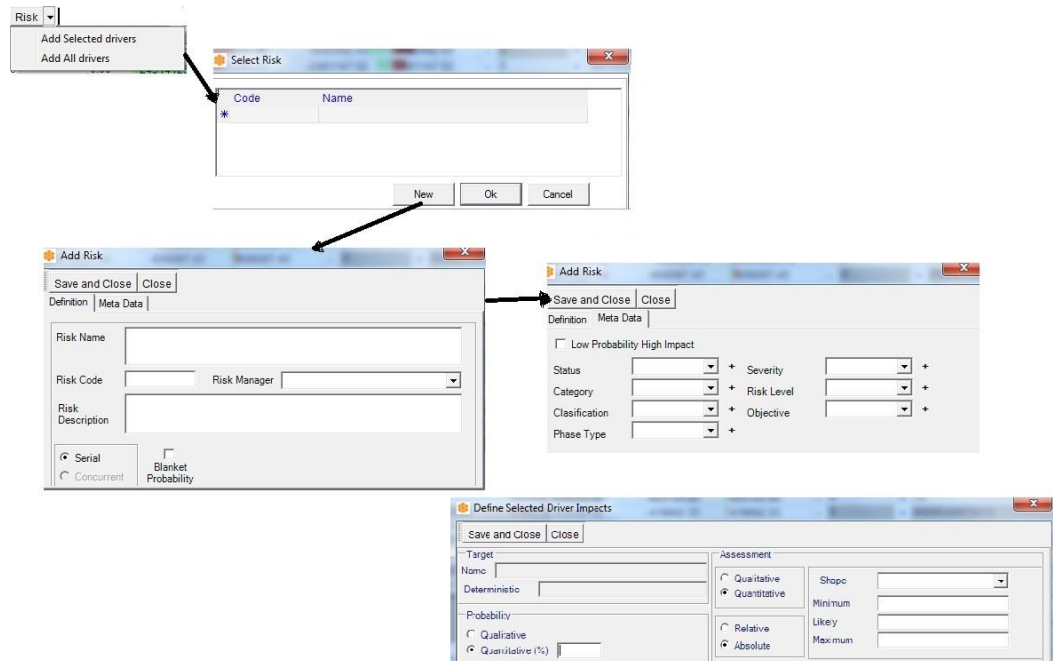 Risk
Add Selected drivers
Add All drivers
Select Risk
Code Name
*
New Ok Cancel
Add Risk
Save and Close Close
Definition Meta Data
Risk Name
Risk Code Risk Manager
Risk
Description
Serial
Concurrent
Blanket
Probability
Add Risk
Save and Close Close
Definition Meta Data
Low Probability High Impact
Status + Severity +
Category + Risk Level +
Clasification + Objective +
Phase Type +
Define Selected Driver Impacts
Save and Close Close
Target
Name
Deterministic
Probability
Qualitative
Quantitative (%)
Assessment
Qualitative
Quantitative
Relative
Absolute
Shape
Minimum
Likely
Maximum